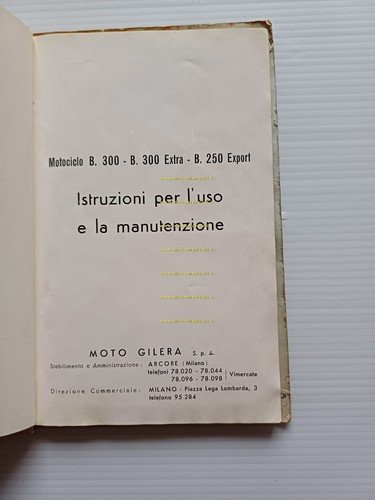 Motociclo B. 300 - B. 300 Extra - B. 250 Export
Istruzioni per l'uso
e la manutenzione
MOTO GILERA S. p. A.
Stabilimento e Amministrazione: ARCORE (Milano)
telefoni 78.020 - 78.044
78.096 - 78.098 Vimercate
Direzione Commerciale: MILANO - Piazza Lega Lombarda, 3
telefono 95.284